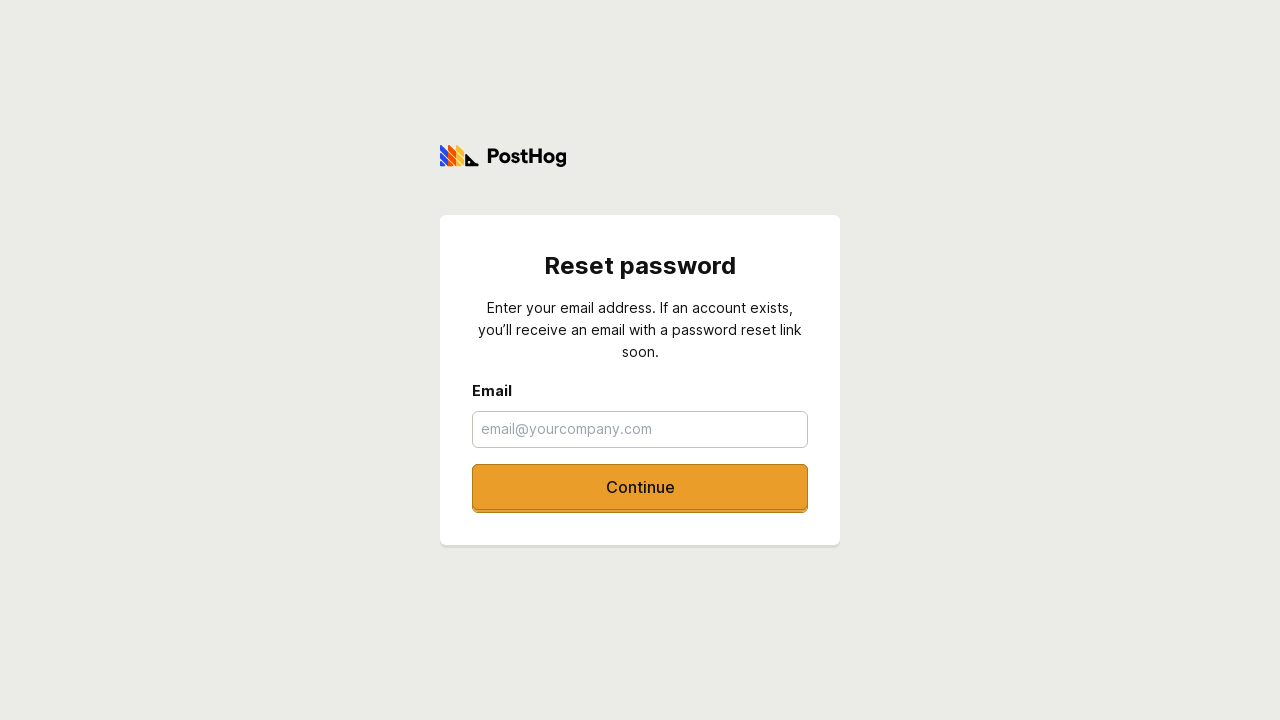 PostHog
Reset password
Enter your email address. If an account exists,
you’ll receive an email with a password reset link
soon.
Email
email@yourcompany.com
Continue